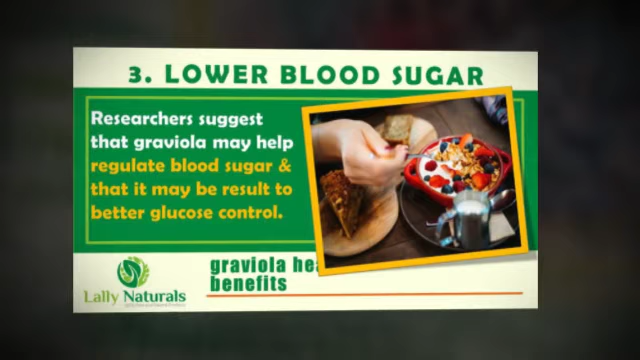 3. LOWER BLOOD SUGAR
Researchers suggest
that graviola may help
regulate blood sugar &
that it may be result to
better glucose control.
graviola hea
benefits
Lally Naturals